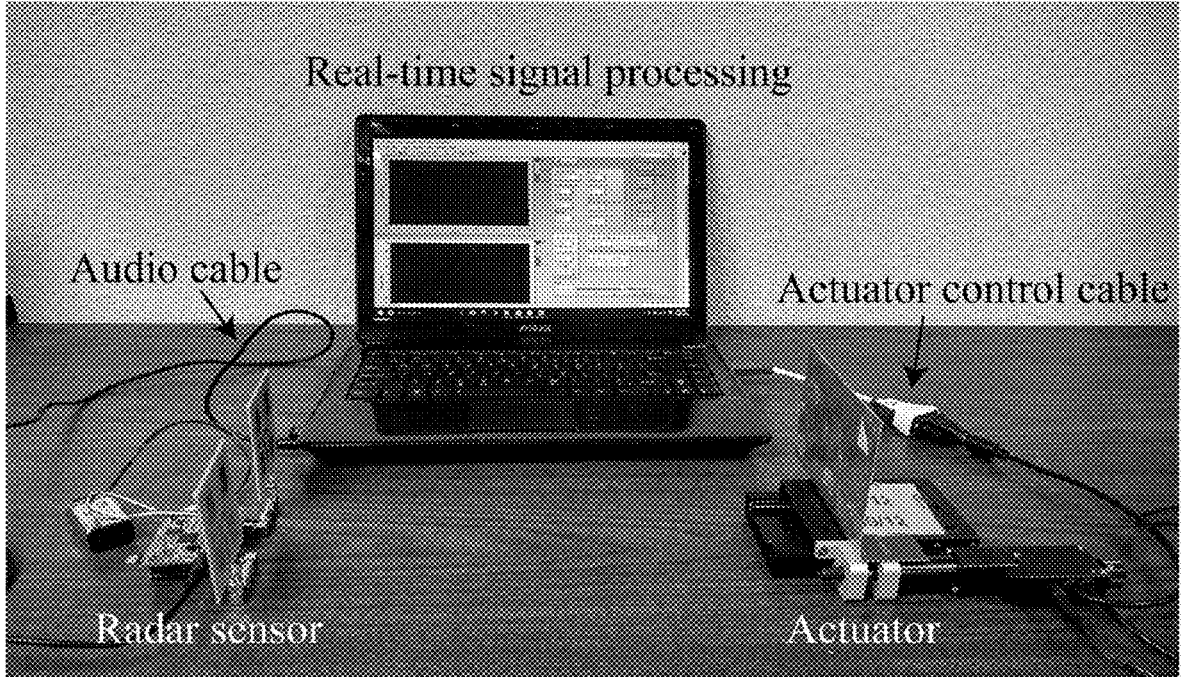 Real-time signal processing
Audio cable
Actuator control cable
Radar sensor
Actuator